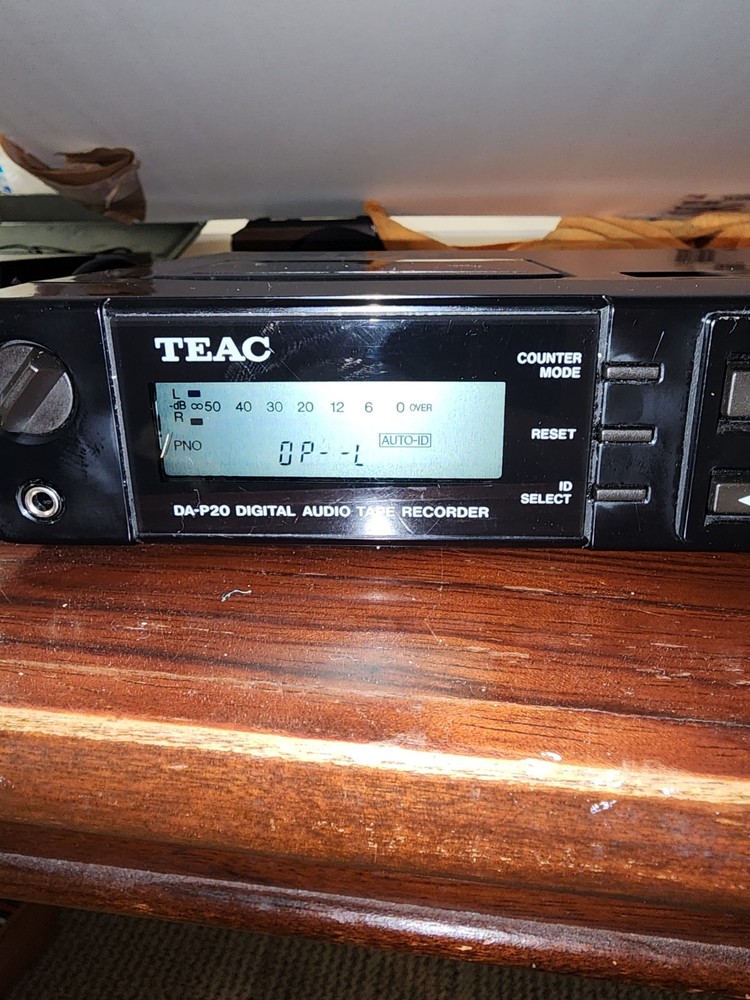 TEAC
COUNTER
MODE
L
-dB ∞ 50 40 30 20 12 6 0 OVER
R
PNO
AUTO-ID
OP--L
RESET
ID
SELECT
DA-P20 DIGITAL AUDIO TAPE RECORDER